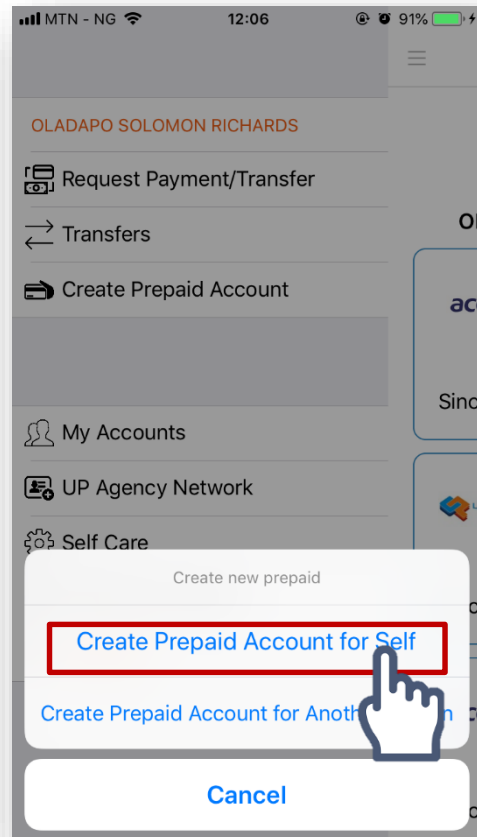 MTN - NG 12:06 91%
OLADAPO SOLOMON RICHARDS
Request Payment/Transfer
Transfers
Create Prepaid Account
My Accounts
UP Agency Network
Self Care
Sinc
Create new prepaid
Create Prepaid Account for Self
Create Prepaid Account for
Cancel